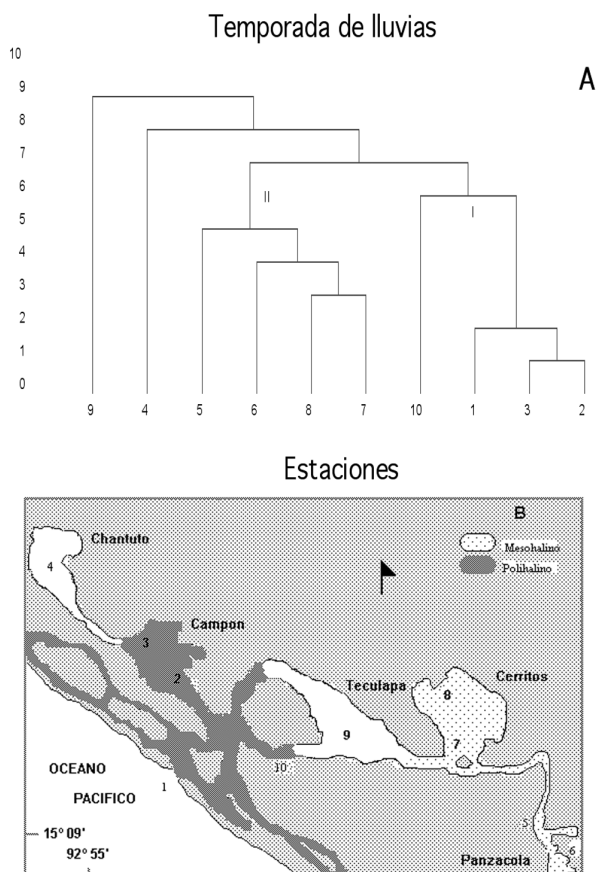 Temporada de lluvias
A
10
9
8
7
6
5
4
3
2
1
0
II
I
9 4 5 6 8 7 10 1 3 2
Estaciones
B
Mesohalino
Polihalino
Chantuto
4
Campon
3
2
Teculapa
Cerritos
8
9
7
10
1
OCEANO
PACIFICO
5
6
15° 09'
92° 55'
Panzacola